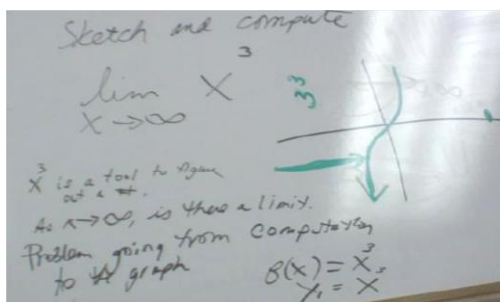 Sketch and compute
lim x³
x→∞
3³
x³ is a tool to figure
out a
As x→∞, is there a limit.
Problem going from computation
to graph
g(x) = x³
y₁ = x³